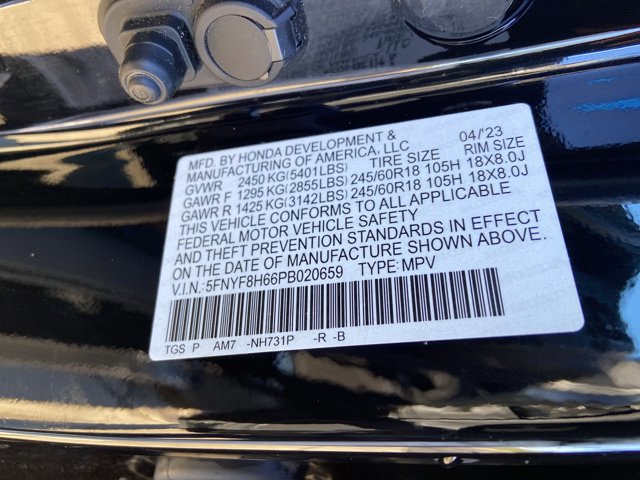 MFD. BY HONDA DEVELOPMENT & 04/'23
MANUFACTURING OF AMERICA, LLC TIRE SIZE RIM SIZE
GVWR 2450 KG(5401LBS)
GAWR F 1295 KG(2855LBS) 245/60R18 105H 18X8.0J
GAWR R 1425 KG(3142LBS) 245/60R18 105H 18X8.0J
THIS VEHICLE CONFORMS TO ALL APPLICABLE
FEDERAL MOTOR VEHICLE SAFETY
AND THEFT PREVENTION STANDARDS IN EFFECT
ON THE DATE OF MANUFACTURE SHOWN ABOVE.
V.I.N.:5FNYF8H66PB020659 TYPE:MPV
TGS P AM7 -NH731P -R -B